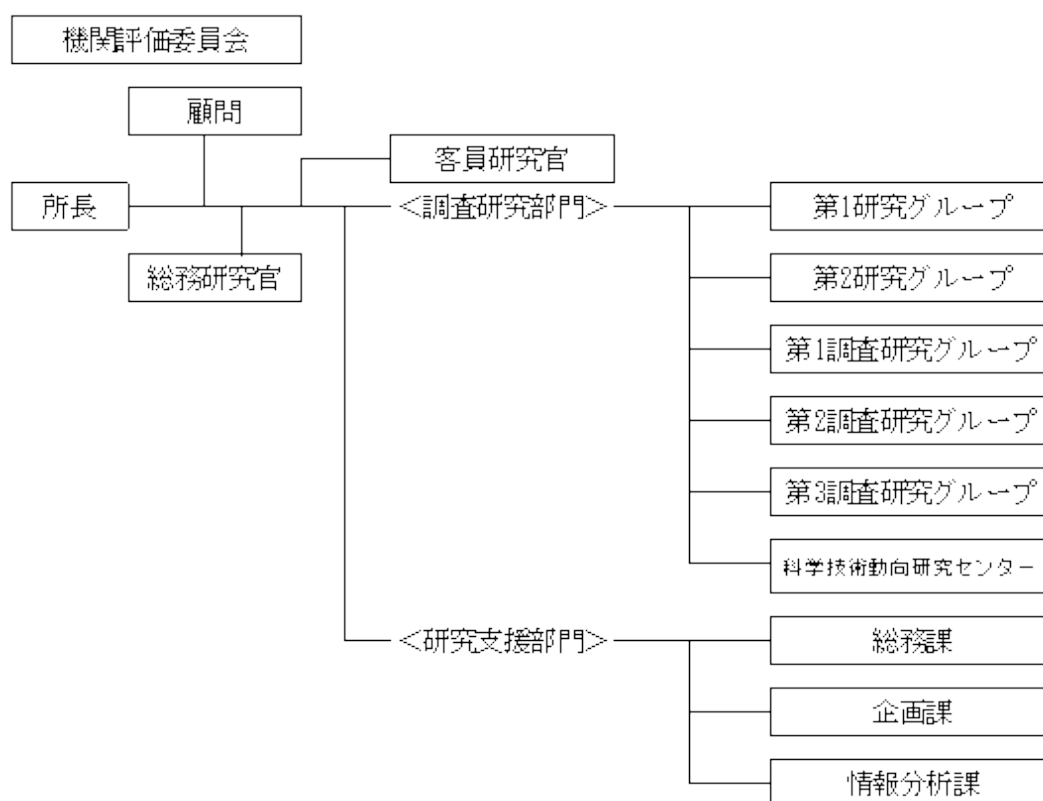 機関評価委員会
顧問
客員研究官
所長
<調査研究部門>
総務研究官
第1研究グループ
第2研究グループ
第1調査研究グループ
第2調査研究グループ
第3調査研究グループ
科学技術動向研究センター
<研究支援部門>
総務課
企画課
情報分析課